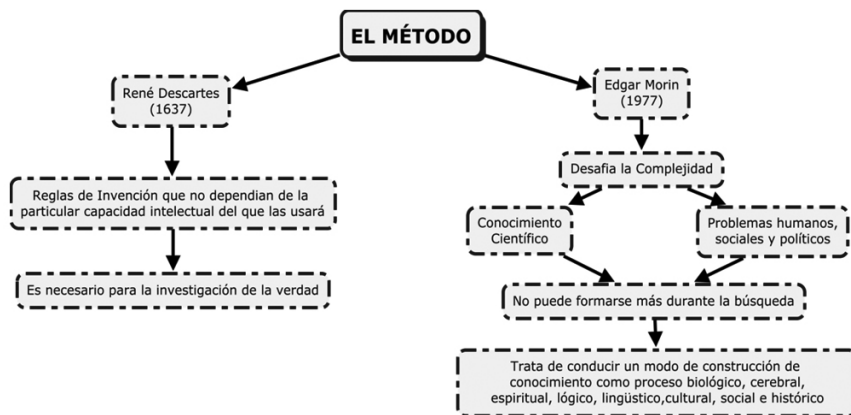 EL MÉTODO
René Descartes
(1637)
Reglas de Invención que no dependian de la
particular capacidad intelectual del que las usará
Es necesario para la investigación de la verdad
Edgar Morin
(1977)
Desafia la Complejidad
Conocimiento
Científico
Problemas humanos,
sociales y políticos
No puede formarse más durante la búsqueda
Trata de conducir un modo de construcción de
conocimiento como proceso biológico, cerebral,
espiritual, lógico, lingüstico,cultural, social e histórico